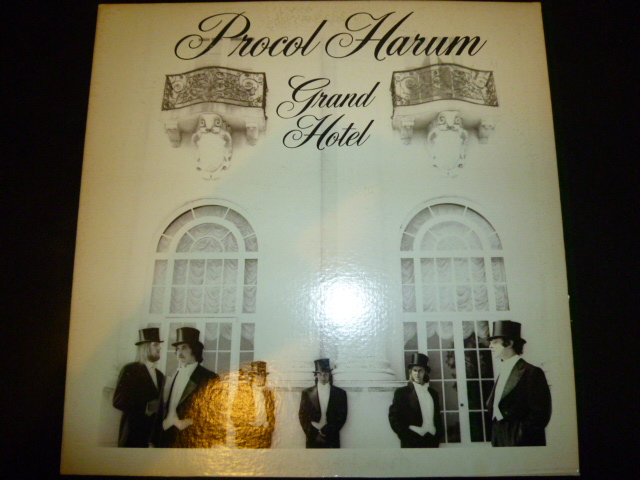 Procol Harum
Grand
Hotel